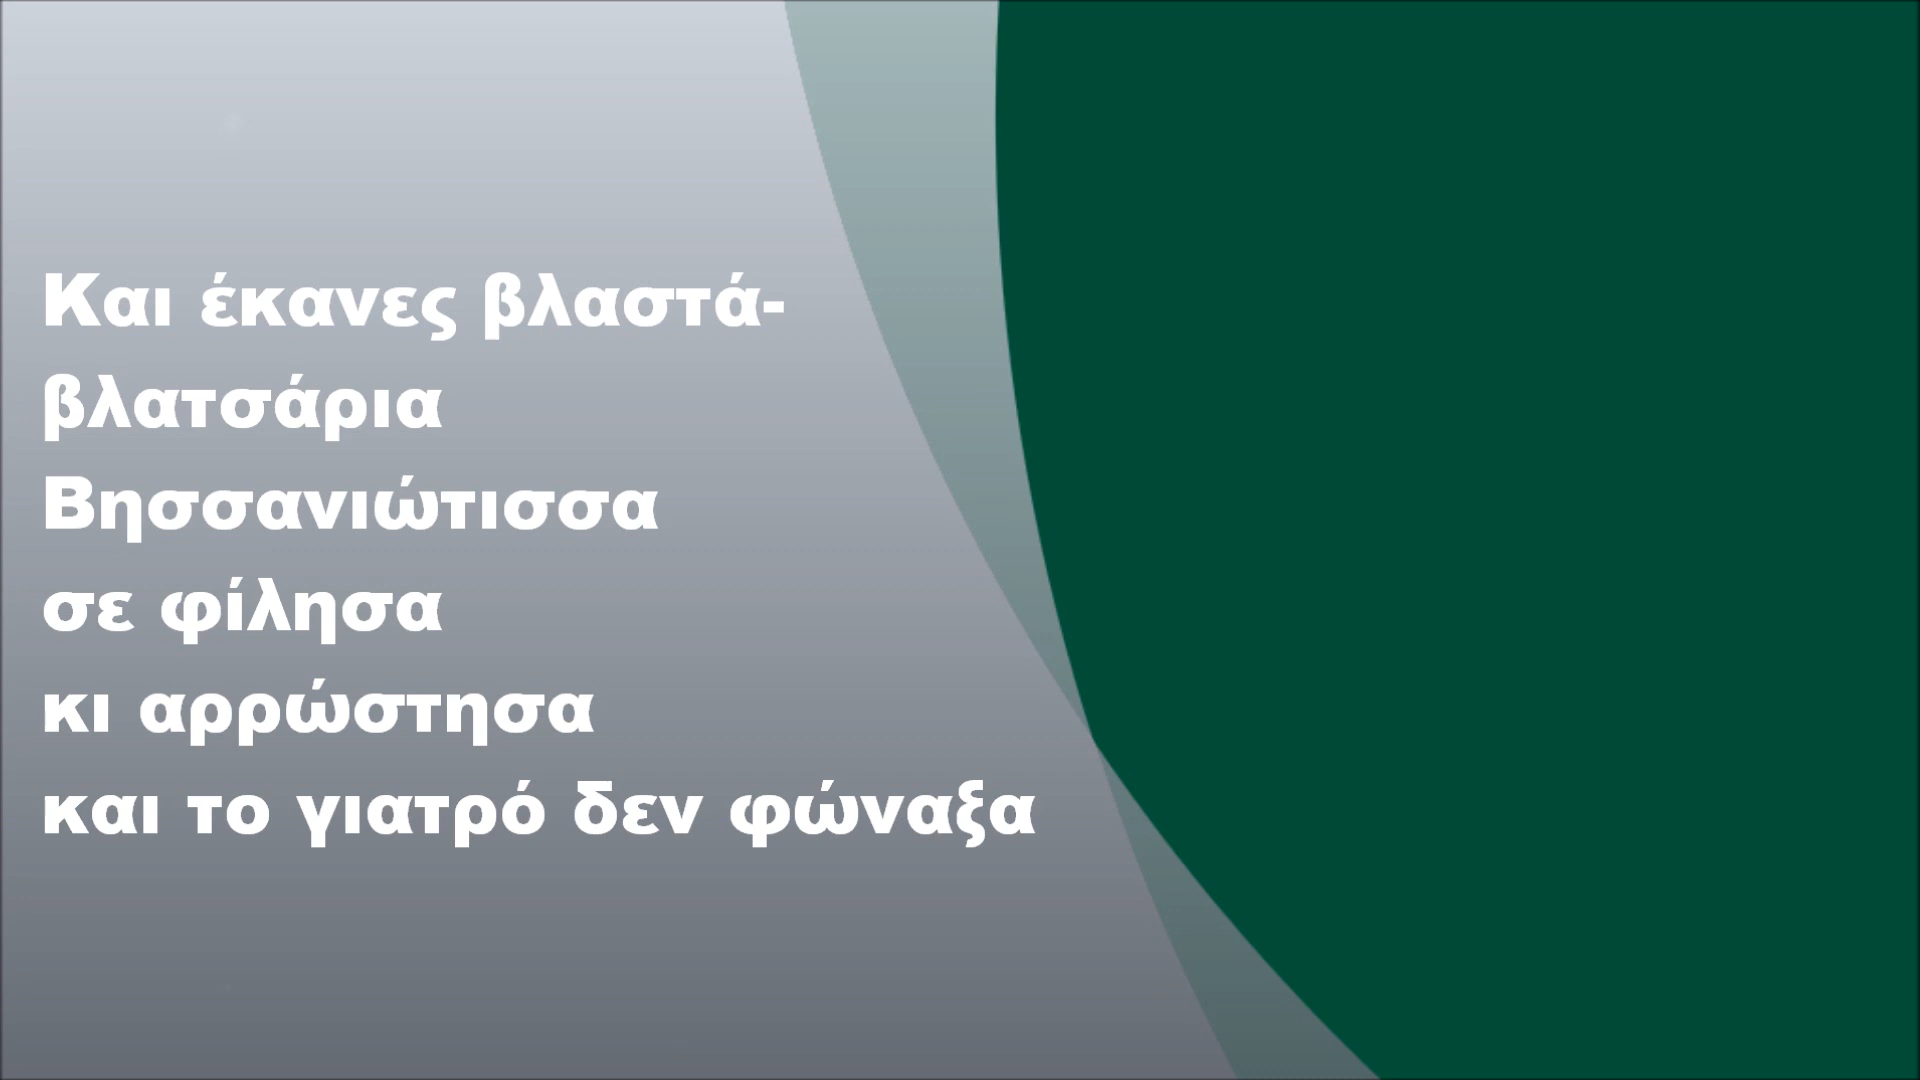 Και έκανες βλαστά-
βλατσάρια
Βησσανιώτισσα
σε φίλησα
κι αρρώστησα
και το γιατρό δεν φώναξα